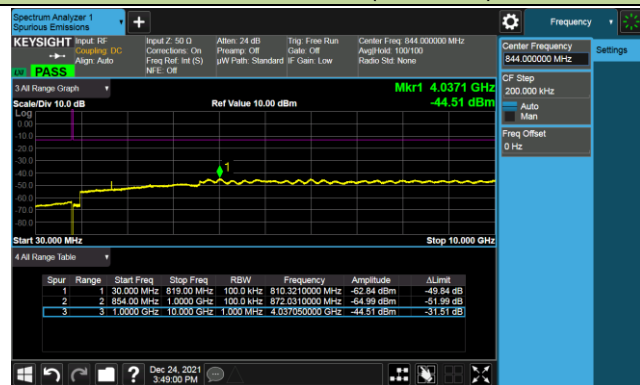 Spectrum Analyzer 1
Spurious Emissions
Frequency
KEYSIGHT
Input: RF
Coupling: DC
Align: Auto
Input Z: 50 Ω
Corrections: On
Freq Ref: Int (S)
NFE: Off
Atten: 24 dB
Preamp: Off
µW Path: Standard
Trig: Free Run
Gate: Off
IF Gain: Low
Center Freq: 844.000000 MHz
Avg|Hold: 100/100
Radio Std: None
PASS
Center Frequency
844.000000 MHz
Settings
CF Step
200.000 kHz
Auto
Man
Freq Offset
0 Hz
3 All Range Graph
Mkr1 4.0371 GHz
Scale/Div 10.0 dB
Ref Value 10.00 dBm
-44.51 dBm
Log
0.00
-10.0
-20.0
-30.0
-40.0
-50.0
-60.0
-70.0
-80.0
1
Start 30.000 MHz
Stop 10.000 GHz
4 All Range Table
Spur Range Start Freq Stop Freq RBW Frequency Amplitude ΔLimit
1 1 30.000 MHz 819.00 MHz 100.0 kHz 810.3210000 MHz -62.84 dBm -49.84 dB
2 2 854.00 MHz 1.0000 GHz 100.0 kHz 872.0310000 MHz -64.99 dBm -51.99 dB
3 3 1.0000 GHz 10.000 GHz 1.000 MHz 4.037050000 GHz -44.51 dBm -31.51 dB
?
Dec 24, 2021
3:49:00 PM